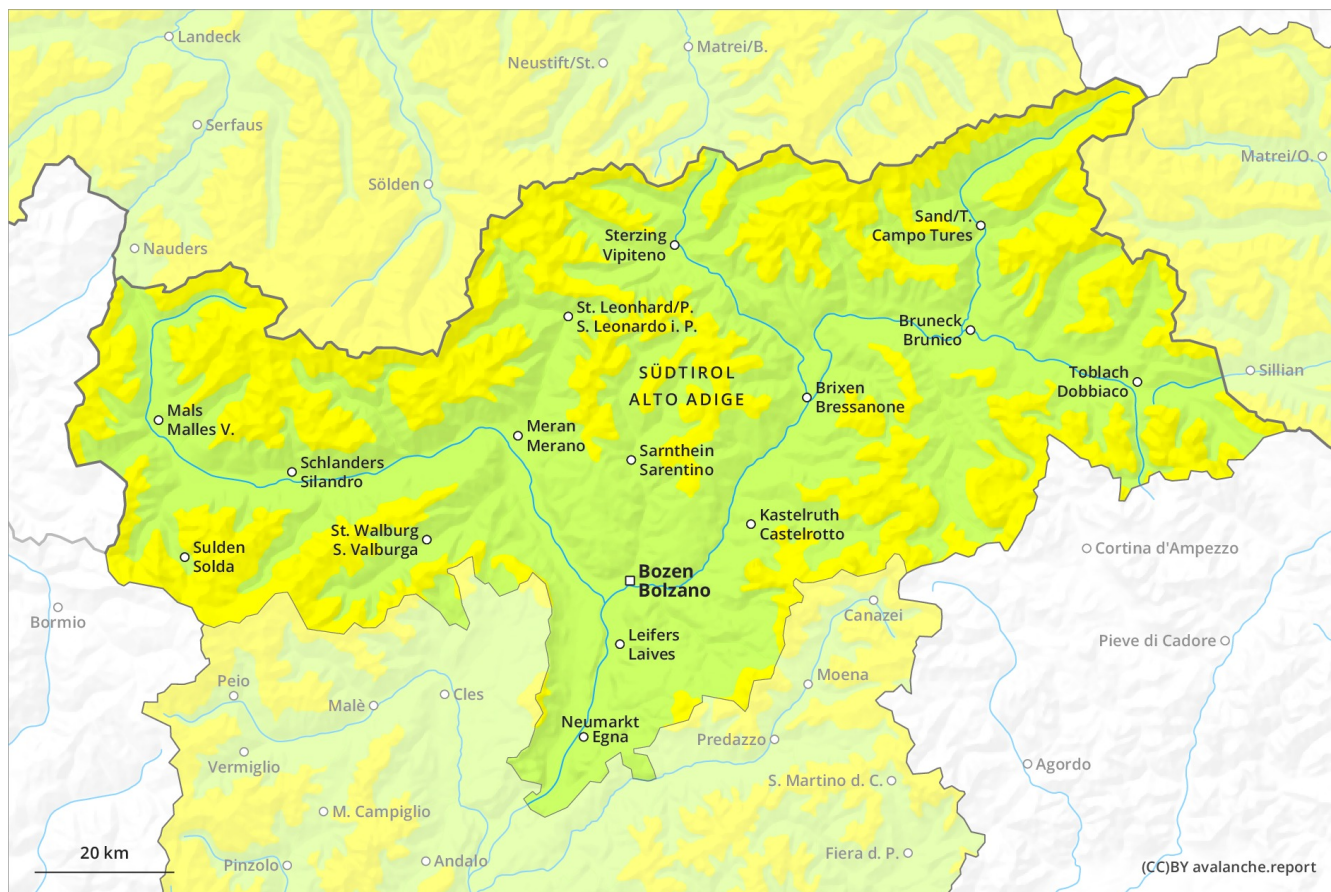 Landeck
Matrei/B.
Neustift/St.
Serfaus
Matrei/O.
Sölden
Sand/T.
Campo Tures
Sterzing
Vipiteno
Nauders
St. Leonhard/P.
S. Leonardo i. P.
Bruneck
Brunico
SÜDTIROL
ALTO ADIGE
Toblach
Dobbiaco
Sillian
Brixen
Bressanone
Mals
Malles V.
Meran
Merano
Sarnthein
Sarentino
Schlanders
Silandro
Kastelruth
Castelrotto
St. Walburg
S. Valburga
Sulden
Solda
Cortina d'Ampezzo
Bozen
Bolzano
Bormio
Canazei
Leifers
Laives
Pieve di Cadore
Moena
Peio
Cles
Malè
Neumarkt
Egna
Predazzo
Vermiglio
Agordo
S. Martino d. C.
M. Campiglio
20 km
Andalo
Fiera d. P.
Pinzolo
(CC)BY avalanche.report